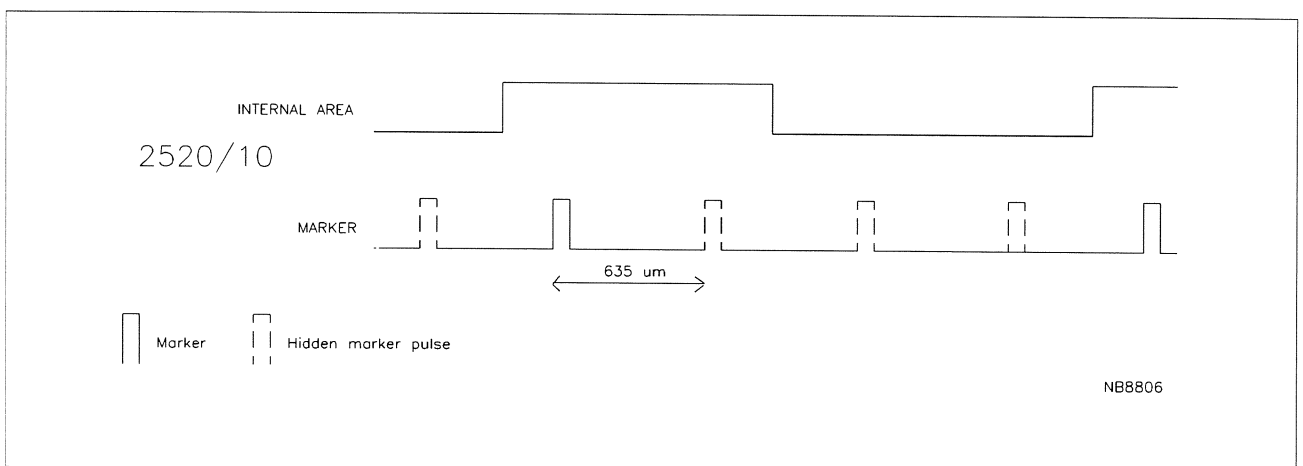 INTERNAL AREA
2520/10
MARKER
635 um
Marker
Hidden marker pulse
NB8806